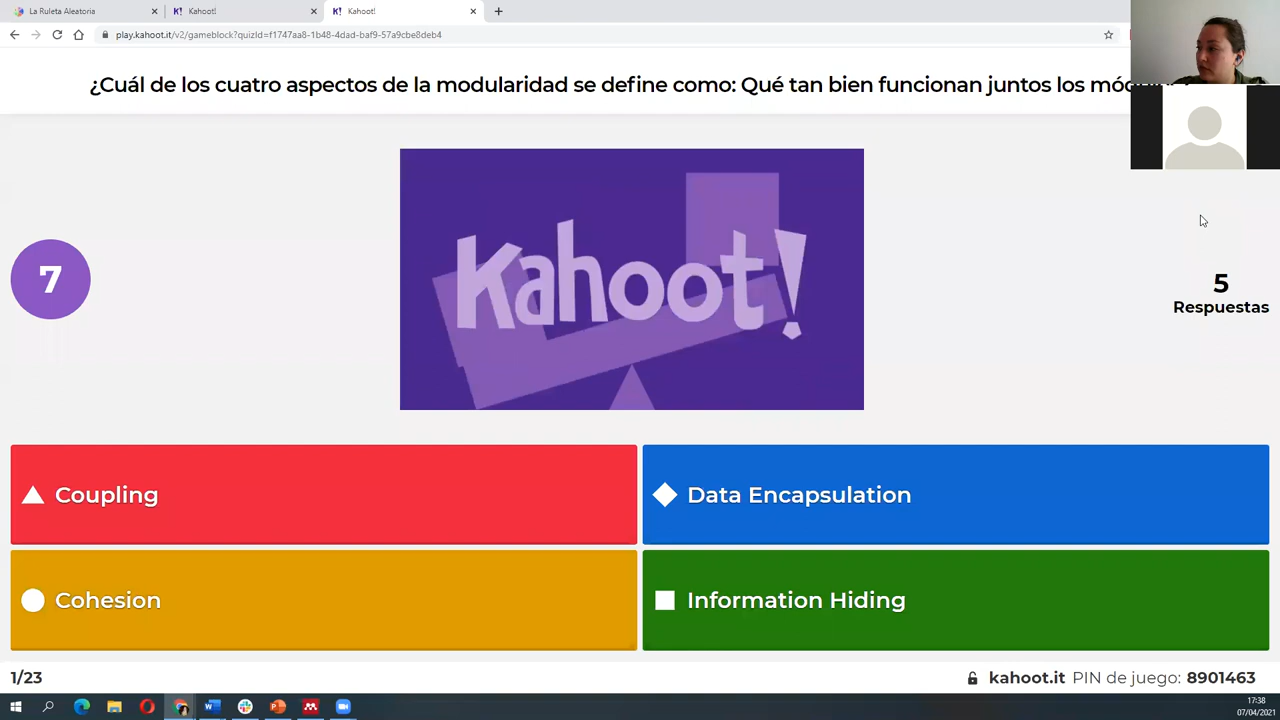 La Ruleta Aleatoria
Kahoot!
Kahoot!
play.kahoot.it/v2/gameblock?quizId=f1747aa8-1b48-4dad-baf9-57a9cbe8deb4
¿Cuál de los cuatro aspectos de la modularidad se define como: Qué tan bien funcionan juntos los
Kahoot!
7
5
Respuestas
Coupling
Data Encapsulation
Cohesion
Information Hiding
1/23
kahoot.it PIN de juego: 8901463
17:38
07/04/2021